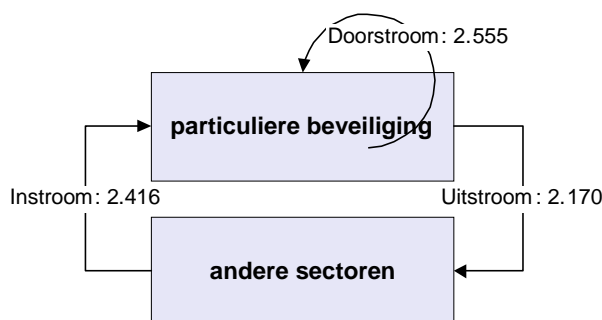 Doorstroom: 2.555
particuliere beveiliging
Instroom: 2.416
Uitstroom: 2.170
andere sectoren